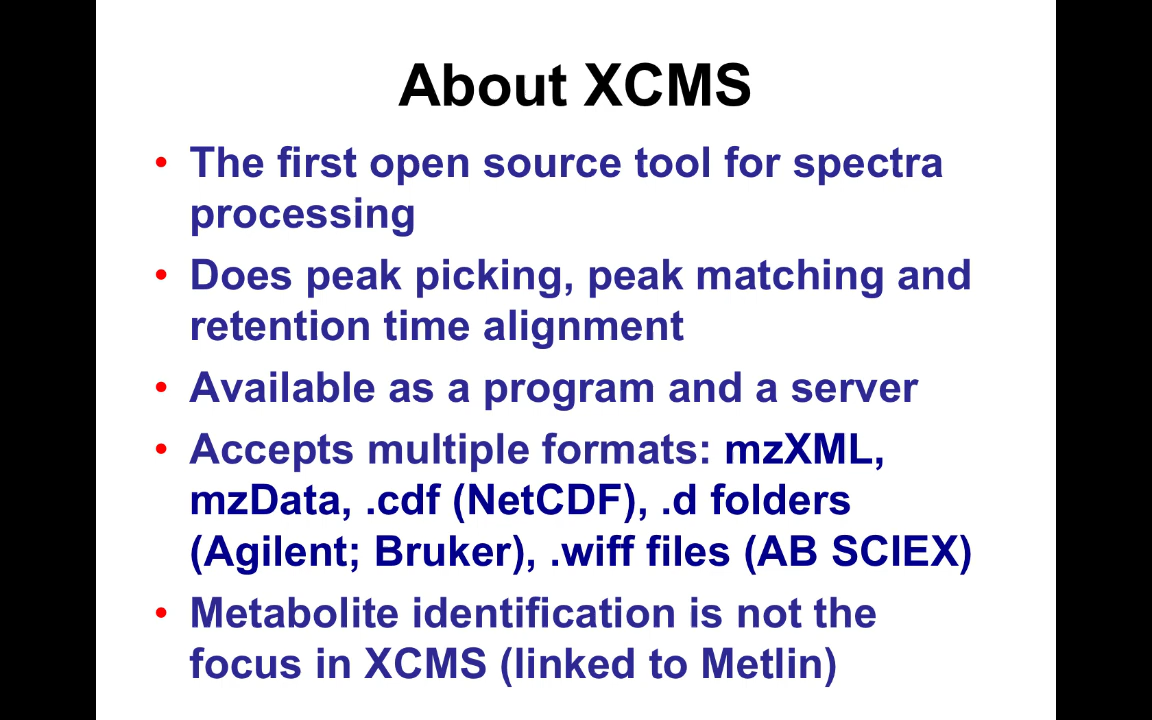 About XCMS
• The first open source tool for spectra
processing
• Does peak picking, peak matching and
retention time alignment
• Available as a program and a server
• Accepts multiple formats: mzXML,
mzData, .cdf (NetCDF), .d folders
(Agilent; Bruker), .wiff files (AB SCIEX)
• Metabolite identification is not the
focus in XCMS (linked to Metlin)